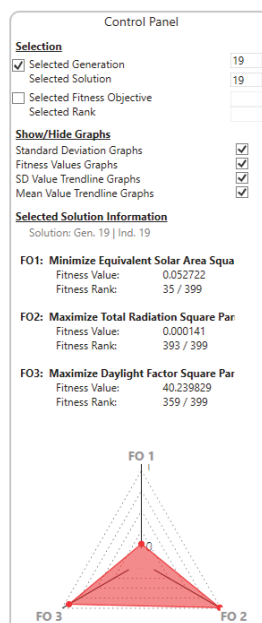 Control Panel
Selection
Selected Generation 19
Selected Solution 19
Selected Fitness Objective
Selected Rank
Show/Hide Graphs
Standard Deviation Graphs
Fitness Values Graphs
SD Value Trendline Graphs
Mean Value Trendline Graphs
Selected Solution Information
Solution: Gen. 19 | Ind. 19
FO1: Minimize Equivalent Solar Area Squa
Fitness Value: 0.052722
Fitness Rank: 35 / 399
FO2: Maximize Total Radiation Square Par
Fitness Value: 0.000141
Fitness Rank: 393 / 399
FO3: Maximize Daylight Factor Square Par
Fitness Value: 40.239829
Fitness Rank: 359 / 399
FO 1
1
0
FO 3 FO 2